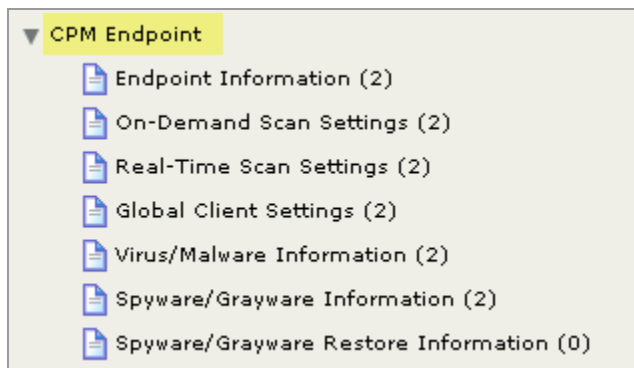 CPM Endpoint
Endpoint Information (2)
On-Demand Scan Settings (2)
Real-Time Scan Settings (2)
Global Client Settings (2)
Virus/Malware Information (2)
Spyware/Grayware Information (2)
Spyware/Grayware Restore Information (0)